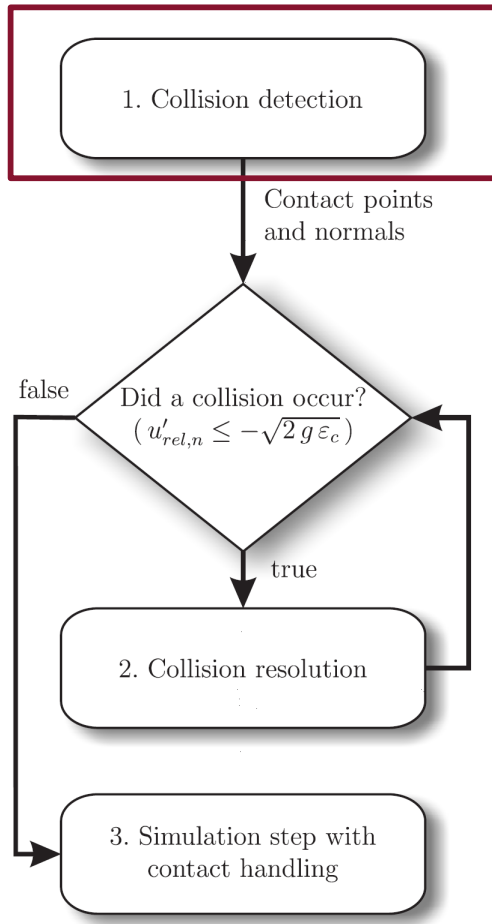 1. Collision detection
Contact points
and normals
false
Did a collision occur?
( u′rel,n ≤ −√2 g εc )
true
2. Collision resolution
3. Simulation step with
contact handling